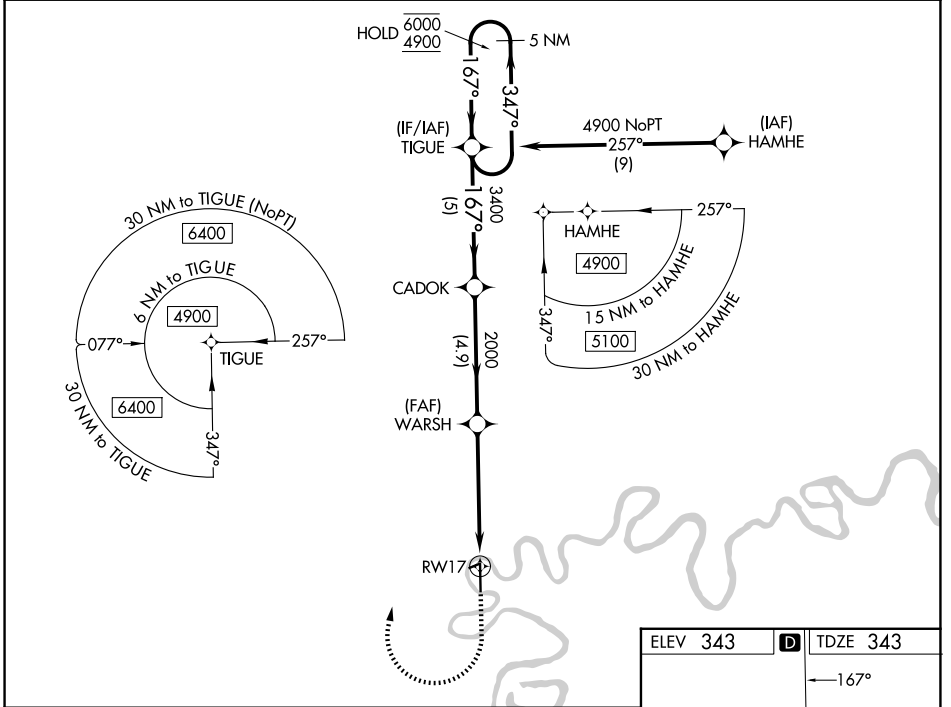 HOLD 6000
4900
5 NM
167°
347°
(IF/IAF)
TIGUE
4900 NoPT
257°
(9)
(IAF)
HAMHE
3400
167°
(5)
30 NM to TIGUE (NoPT)
6400
6 NM to TIGUE
4900
077°
257°
TIGUE
6400
30 NM to TIGUE
347°
257°
HAMHE
4900
15 NM to HAMHE
347°
5100
30 NM to HAMHE
CADOK
2000
(4.9)
(FAF)
WARSH
RW17
ELEV 343 D TDZE 343
167°